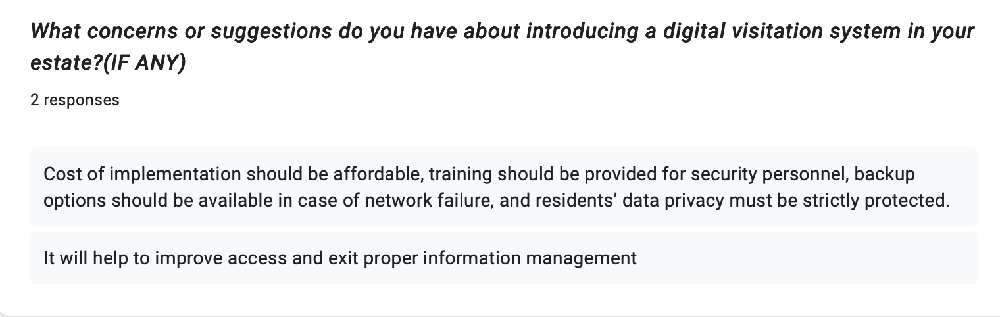 What concerns or suggestions do you have about introducing a digital visitation system in your
estate?(IF ANY)
2 responses
Cost of implementation should be affordable, training should be provided for security personnel, backup
options should be available in case of network failure, and residents’ data privacy must be strictly protected.
It will help to improve access and exit proper information management